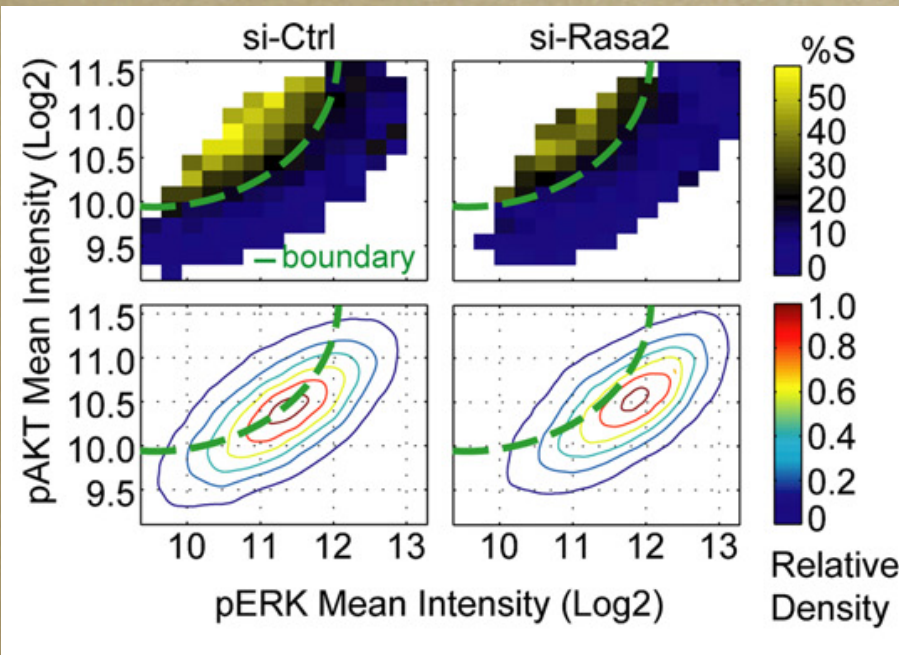 si-Ctrl
si-Rasa2
%S
pAKT Mean Intensity (Log2)
11.5
11.0
10.5
10.0
9.5
boundary
50
40
30
20
10
0
11.5
11.0
10.5
10.0
9.5
1.0
0.8
0.6
0.4
0.2
0
10 11 12 13
10 11 12 13
pERK Mean Intensity (Log2)
Relative
Density